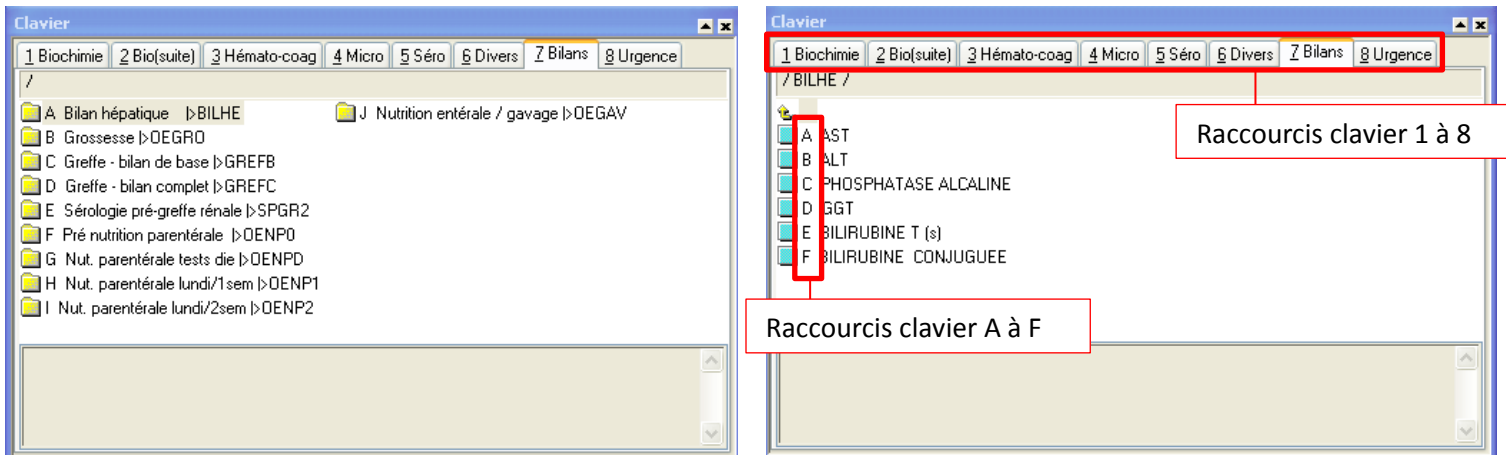 Clavier
1 Biochimie 2 Bio(suite) 3 Hémato-coag 4 Micro 5 Séro 6 Divers 7 Bilans 8 Urgence
/
A Bilan hépatique |>BILHE
B Grossesse |>OEGRO
C Greffe - bilan de base |>GREFB
D Greffe - bilan complet |>GREFC
E Sérologie pré-greffe rénale |>SPGR2
F Pré nutrition parentérale |>OENP0
G Nut. parentérale tests die |>OENPD
H Nut. parentérale lundi/1sem |>OENP1
I Nut. parentérale lundi/2sem |>OENP2
J Nutrition entérale / gavage |>OEGAV
Clavier
1 Biochimie 2 Bio(suite) 3 Hémato-coag 4 Micro 5 Séro 6 Divers 7 Bilans 8 Urgence
/ BILHE /
A AST
B ALT
C PHOSPHATASE ALCALINE
D GGT
E BILIRUBINE T (s)
F BILIRUBINE CONJUGUEE
Raccourcis clavier 1 à 8
Raccourcis clavier A à F